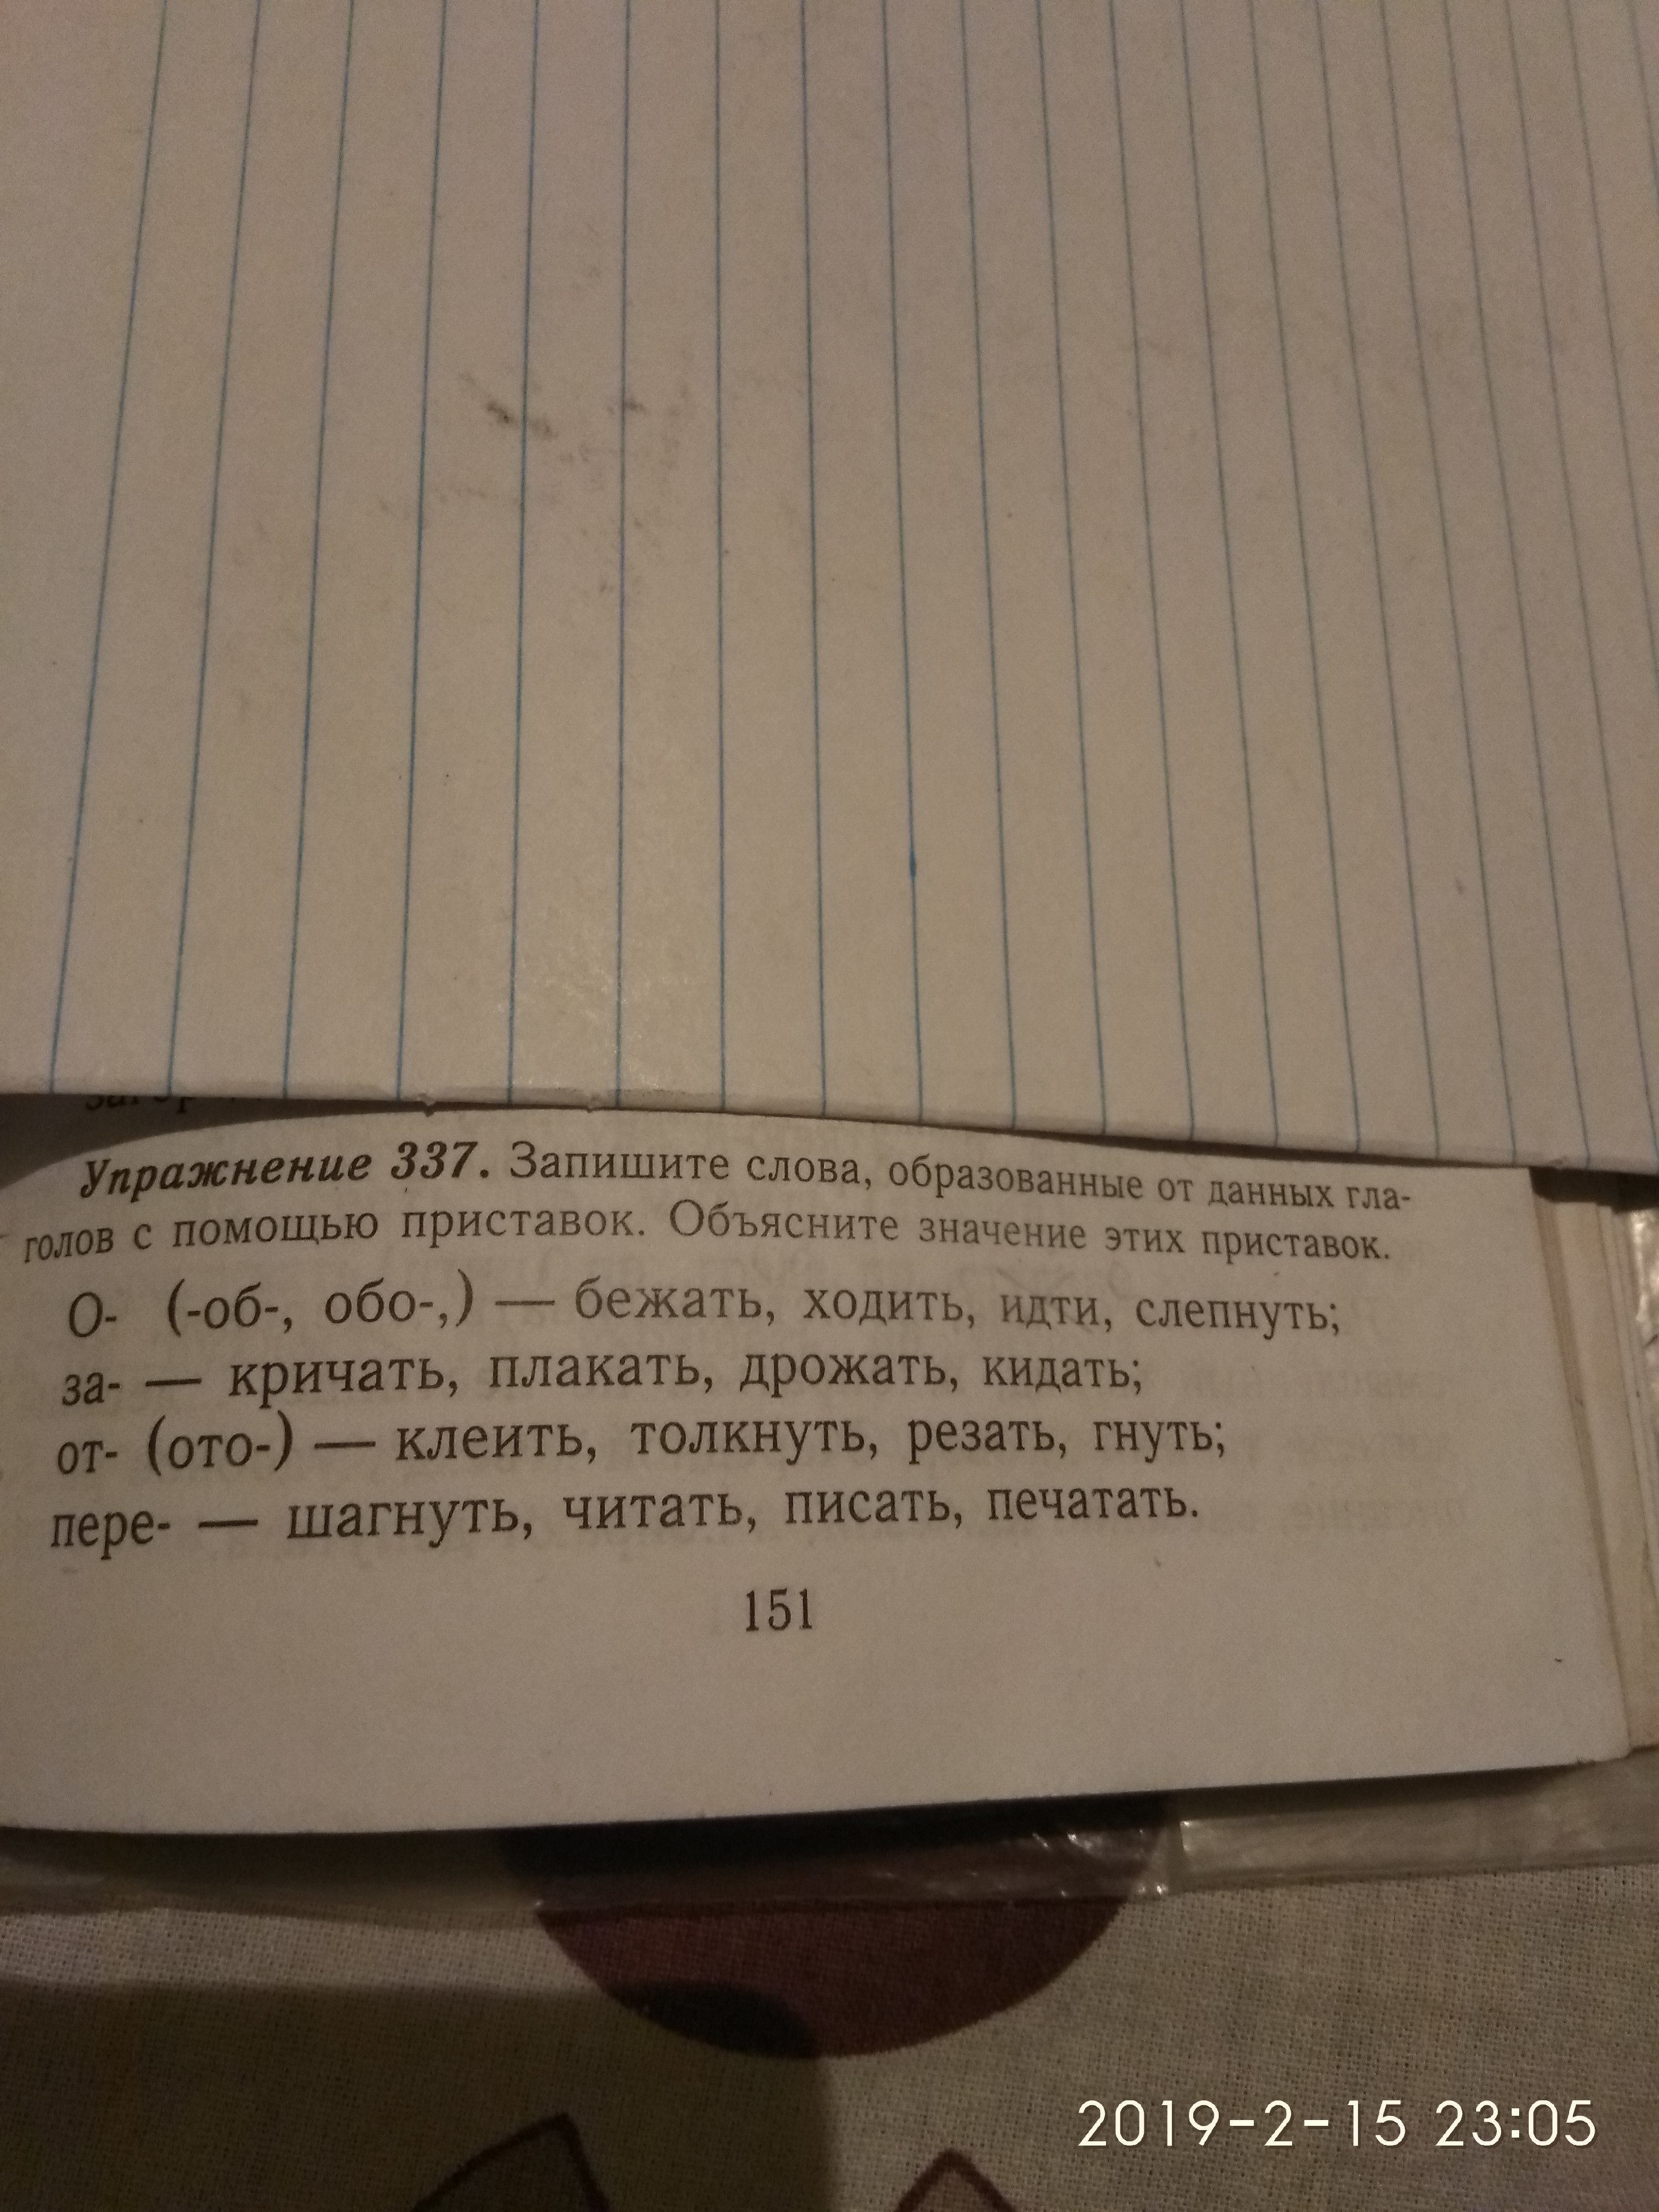 Упражнение 337. Запишите слова, образованные от данных гла-
голов с помощью приставок. Объясните значение этих приставок.
О- (-об-, обо-,) — бежать, ходить, идти, слепнуть;
за- — кричать, плакать, дрожать, кидать;
от- (ото-) — клеить, толкнуть, резать, гнуть;
пере- — шагнуть, читать, писать, печатать.
151
2019-2-15 23:05